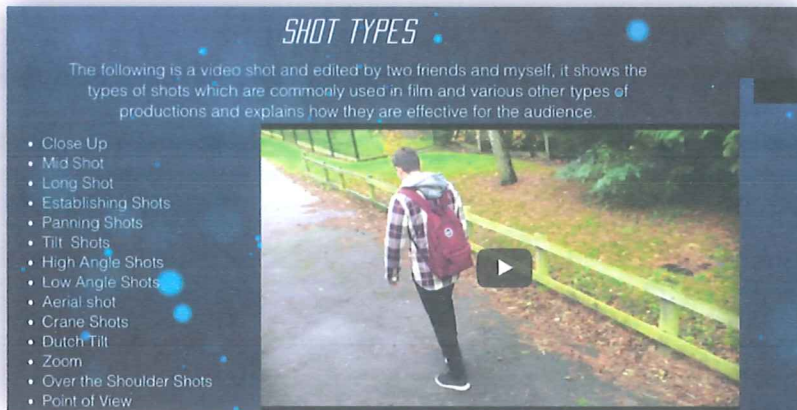 SHOT TYPES
The following is a video shot and edited by two friends and myself, it shows the
types of shots which are commonly used in film and various other types of
productions and explains how they are effective for the audience.
• Close Up
• Mid Shot
• Long Shot
• Establishing Shots
• Panning Shots
• Tilt Shots
• High Angle Shots
• Low Angle Shots
• Aerial shot
• Crane Shots
• Dutch Tilt
• Zoom
• Over the Shoulder Shots
• Point of View